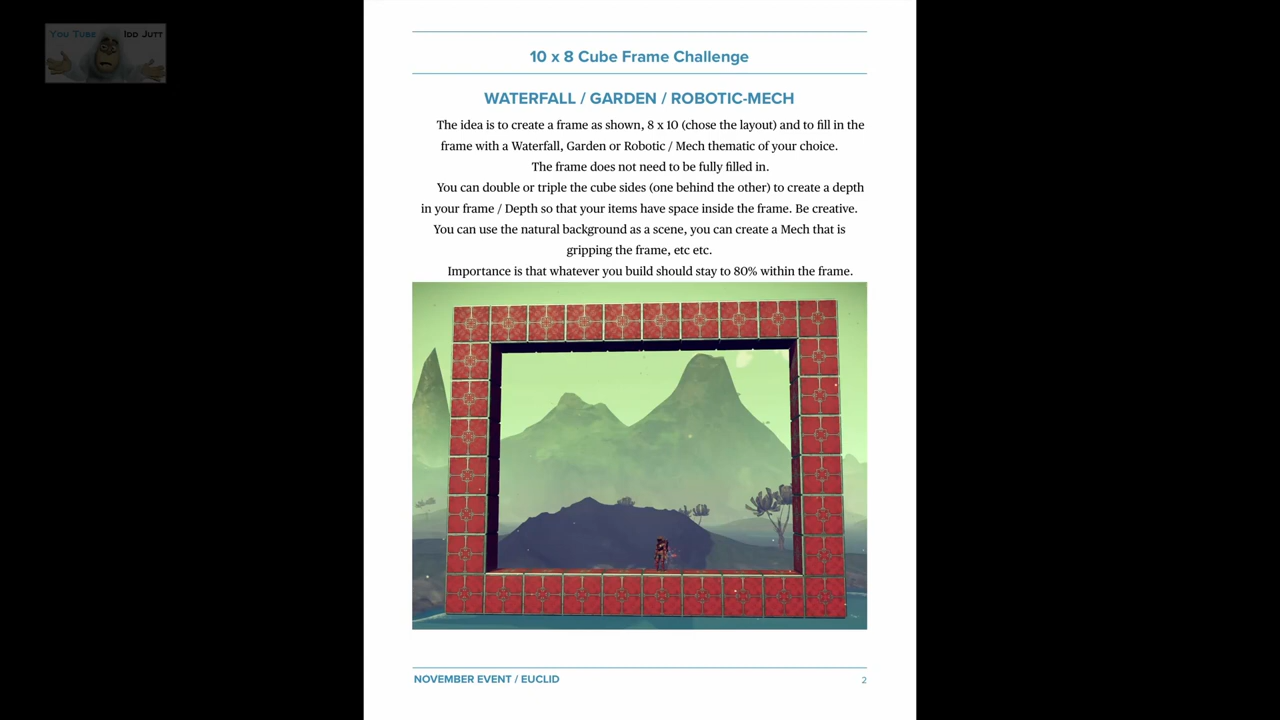 You Tube Idd Jutt
10 x 8 Cube Frame Challenge
WATERFALL / GARDEN / ROBOTIC-MECH
The idea is to create a frame as shown, 8 x 10 (chose the layout) and to fill in the
frame with a Waterfall, Garden or Robotic / Mech thematic of your choice.
The frame does not need to be fully filled in.
You can double or triple the cube sides (one behind the other) to create a depth
in your frame / Depth so that your items have space inside the frame. Be creative.
You can use the natural background as a scene, you can create a Mech that is
gripping the frame, etc etc.
Importance is that whatever you build should stay to 80% within the frame.
NOVEMBER EVENT / EUCLID 2